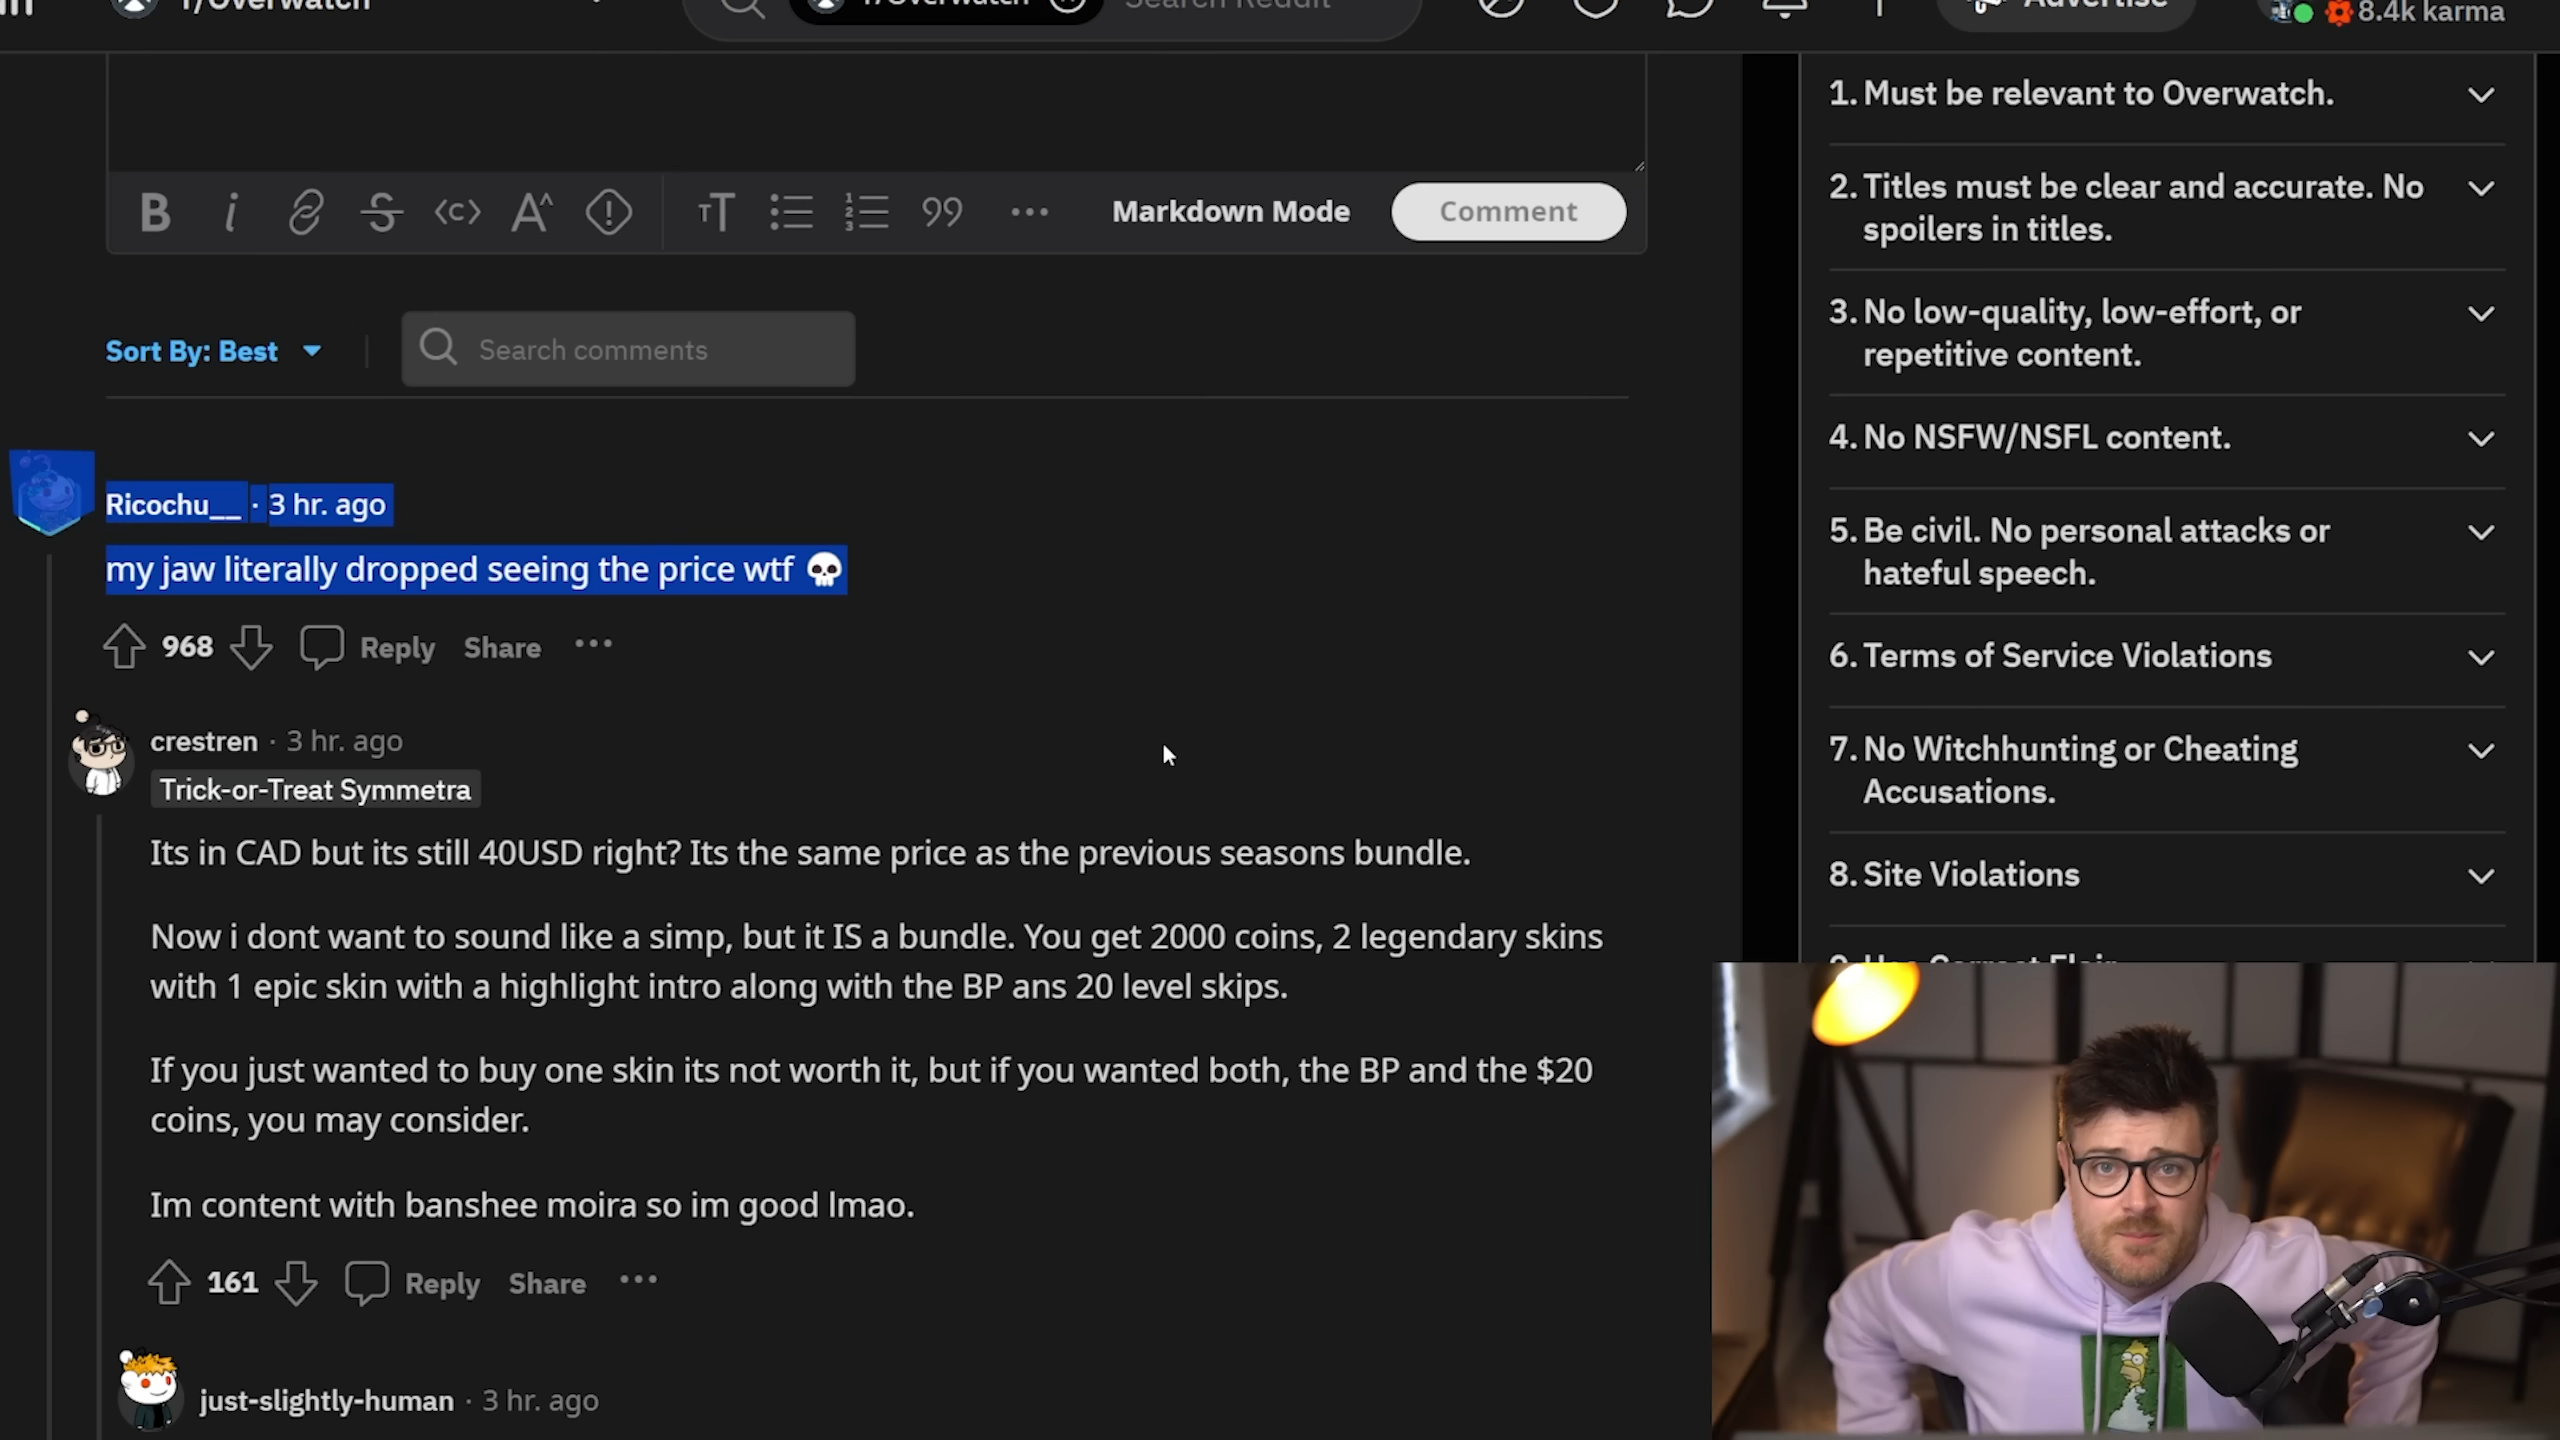 r/Overwatch
r/Overwatch
Search Reddit
Advertise
8.4k karma
Markdown Mode
Comment
Sort By: Best
Search comments
Ricochu__ · 3 hr. ago
my jaw literally dropped seeing the price wtf 💀
968
Reply
Share
crestren · 3 hr. ago
Trick-or-Treat Symmetra
Its in CAD but its still 40USD right? Its the same price as the previous seasons bundle.
Now i dont want to sound like a simp, but it IS a bundle. You get 2000 coins, 2 legendary skins
with 1 epic skin with a highlight intro along with the BP ans 20 level skips.
If you just wanted to buy one skin its not worth it, but if you wanted both, the BP and the $20
coins, you may consider.
Im content with banshee moira so im good lmao.
161
Reply
Share
just-slightly-human · 3 hr. ago
1. Must be relevant to Overwatch.
2. Titles must be clear and accurate. No
spoilers in titles.
3. No low-quality, low-effort, or
repetitive content.
4. No NSFW/NSFL content.
5. Be civil. No personal attacks or
hateful speech.
6. Terms of Service Violations
7. No Witchhunting or Cheating
Accusations.
8. Site Violations
9. Use Correct Flair